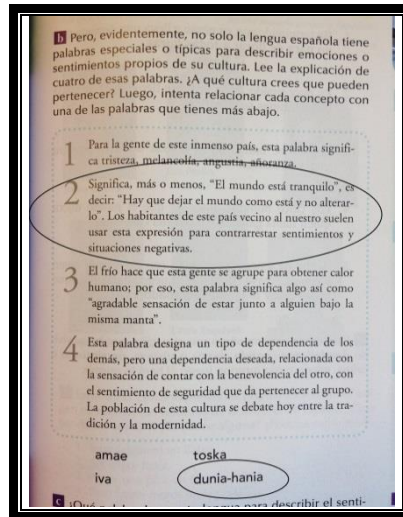 b Pero, evidentemente, no solo la lengua española tiene
palabras especiales o típicas para describir emociones o
sentimientos propios de su cultura. Lee la explicación de
cuatro de esas palabras. ¿A qué cultura crees que pueden
pertenecer? Luego, intenta relacionar cada concepto con
una de las palabras que tienes más abajo.
1 Para la gente de este inmenso país, esta palabra signifi-
ca tristeza, melancolía, angustia, añoranza.
2 Significa, más o menos, "El mundo está tranquilo", es
decir: "Hay que dejar el mundo como está y no alterar-
lo". Los habitantes de este país vecino al nuestro suelen
usar esta expresión para contrarrestar sentimientos y
situaciones negativas.
3 El frío hace que esta gente se agrupe para obtener calor
humano; por eso, esta palabra significa algo así como
"agradable sensación de estar junto a alguien bajo la
misma manta".
4 Esta palabra designa un tipo de dependencia de los
demás, pero una dependencia deseada, relacionada con
la sensación de contar con la benevolencia del otro, con
el sentimiento de seguridad que da pertenecer al grupo.
La población de esta cultura se debate hoy entre la tra-
dición y la modernidad.
amae toska
iva dunia-hania
c lengua para describir el senti-